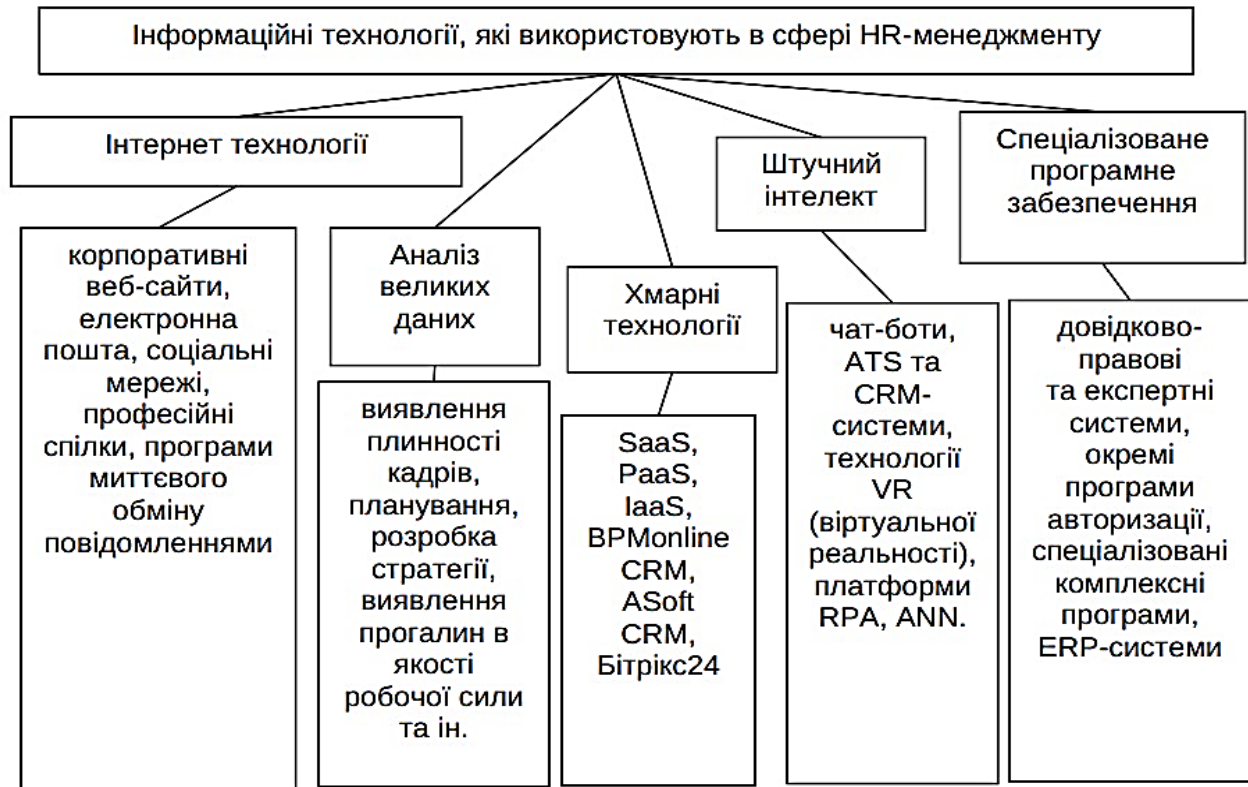 Інформаційні технології, які використовують в сфері HR-менеджменту
Інтернет технології
корпоративні
веб-сайти,
електронна
пошта, соціальні
мережі,
професійні
спілки, програми
миттєвого
обміну
повідомленнями
Аналіз
великих
даних
виявлення
плинності
кадрів,
планування,
розробка
стратегії,
виявлення
прогалин в
якості
робочої сили
та ін.
Хмарні
технології
SaaS,
PaaS,
IaaS,
BPMonline
CRM,
ASoft
CRM,
Бітрікс24
Штучний
інтелект
чат-боти,
ATS та
CRM-
системи,
технології
VR
(віртуальної
реальності),
платформи
RPA, ANN.
Спеціалізоване
програмне
забезпечення
довідково-
правові
та експертні
системи,
окремі
програми
авторизації,
спеціалізовані
комплексні
програми,
ERP-системи